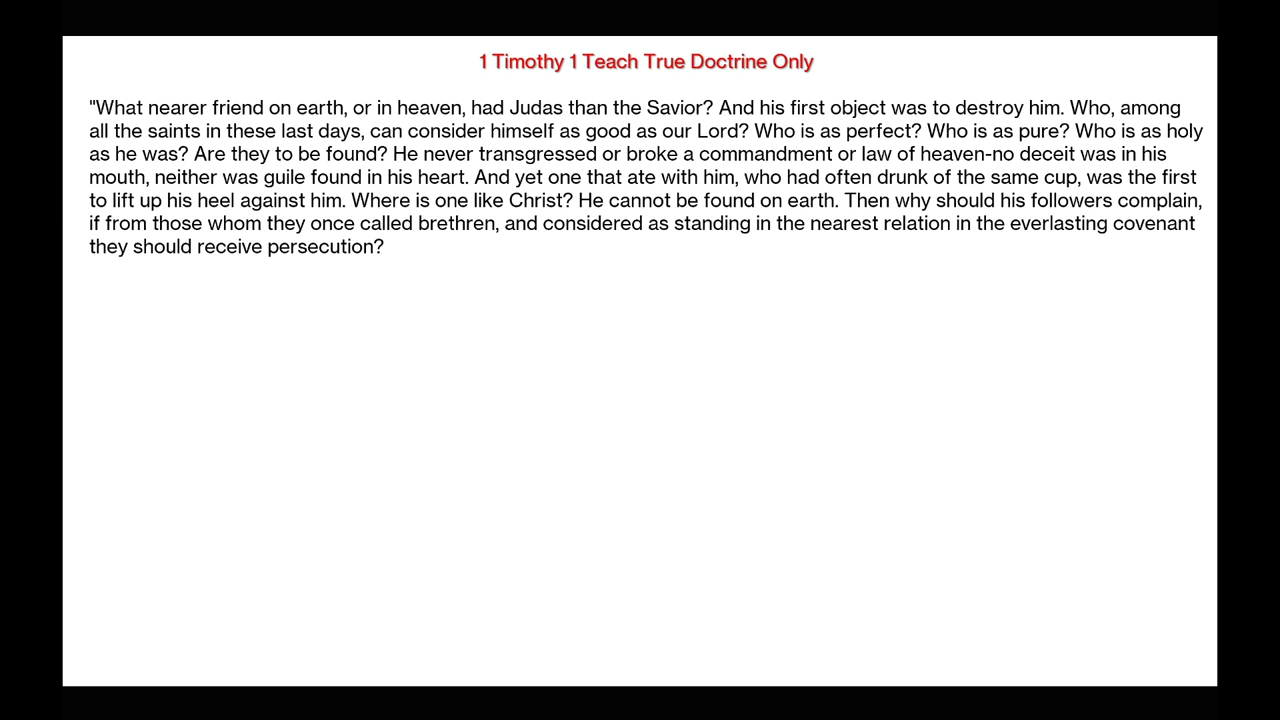 1 Timothy 1 Teach True Doctrine Only
"What nearer friend on earth, or in heaven, had Judas than the Savior? And his first object was to destroy him. Who, among
all the saints in these last days, can consider himself as good as our Lord? Who is as perfect? Who is as pure? Who is as holy
as he was? Are they to be found? He never transgressed or broke a commandment or law of heaven-no deceit was in his
mouth, neither was guile found in his heart. And yet one that ate with him, who had often drunk of the same cup, was the first
to lift up his heel against him. Where is one like Christ? He cannot be found on earth. Then why should his followers complain,
if from those whom they once called brethren, and considered as standing in the nearest relation in the everlasting covenant
they should receive persecution?